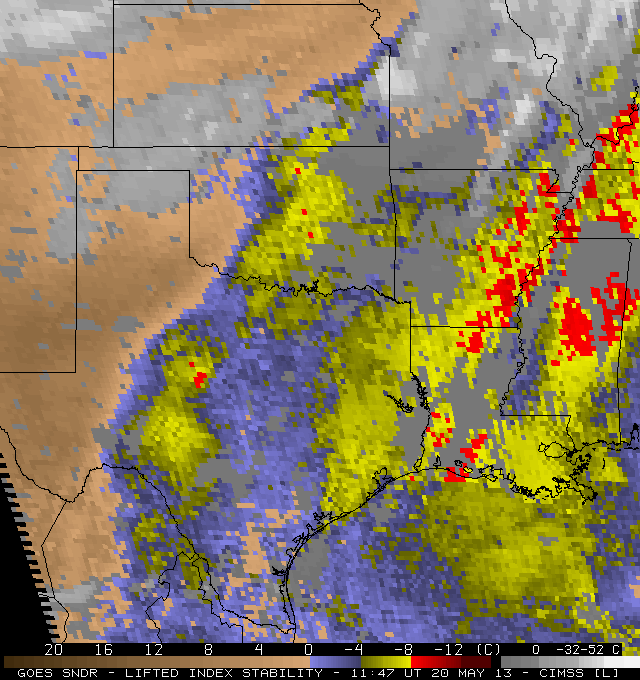 20 16 12 8 4 0 -4 -8 -12 (C) 0 -32-52 C
GOES SNDR - LIFTED INDEX STABILITY - 11:47 UT 20 MAY 13 - CIMSS [L]